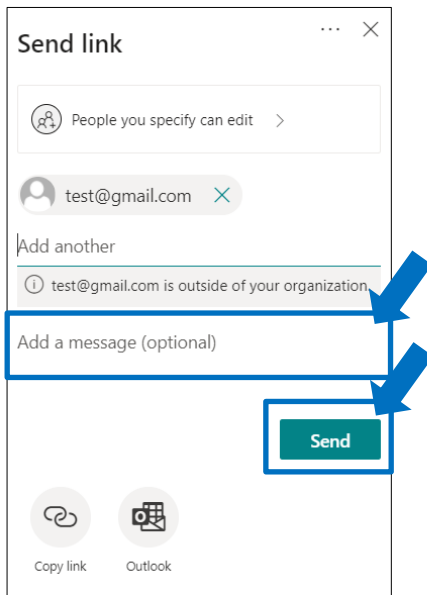 Send link
People you specify can edit
test@gmail.com
Add another
test@gmail.com is outside of your organization.
Add a message (optional)
Send
Copy link
Outlook